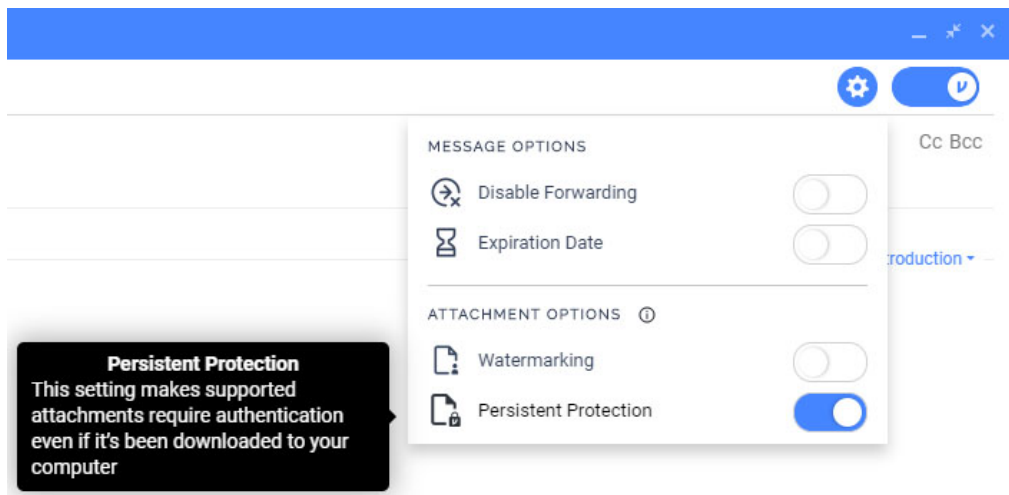 Cc Bcc
MESSAGE OPTIONS
Disable Forwarding
Expiration Date
roduction
ATTACHMENT OPTIONS
Watermarking
Persistent Protection
Persistent Protection
This setting makes supported
attachments require authentication
even if it's been downloaded to your
computer